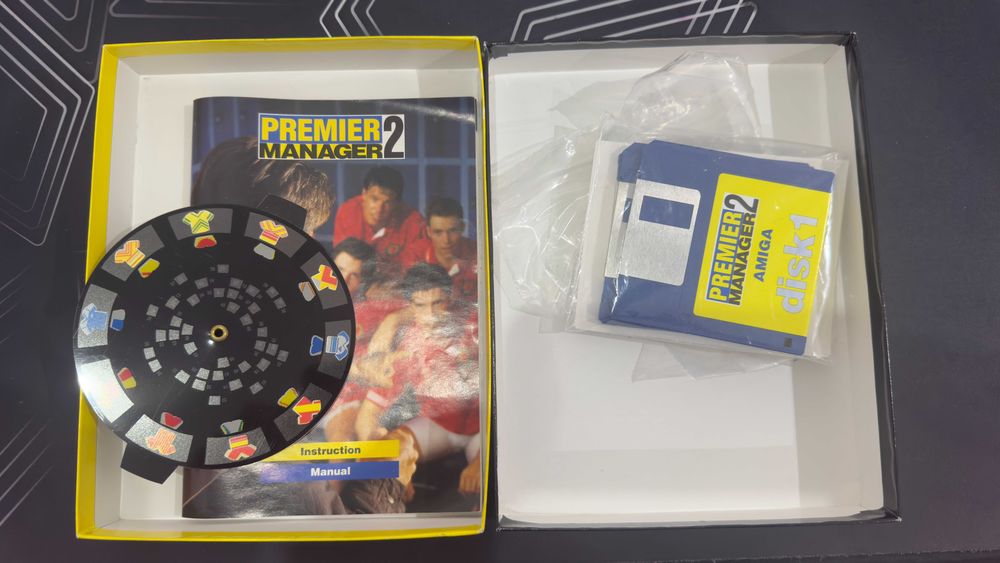 PREMIER
MANAGER 2
Instruction
Manual
PREMIER
MANAGER 2
AMIGA
disk1